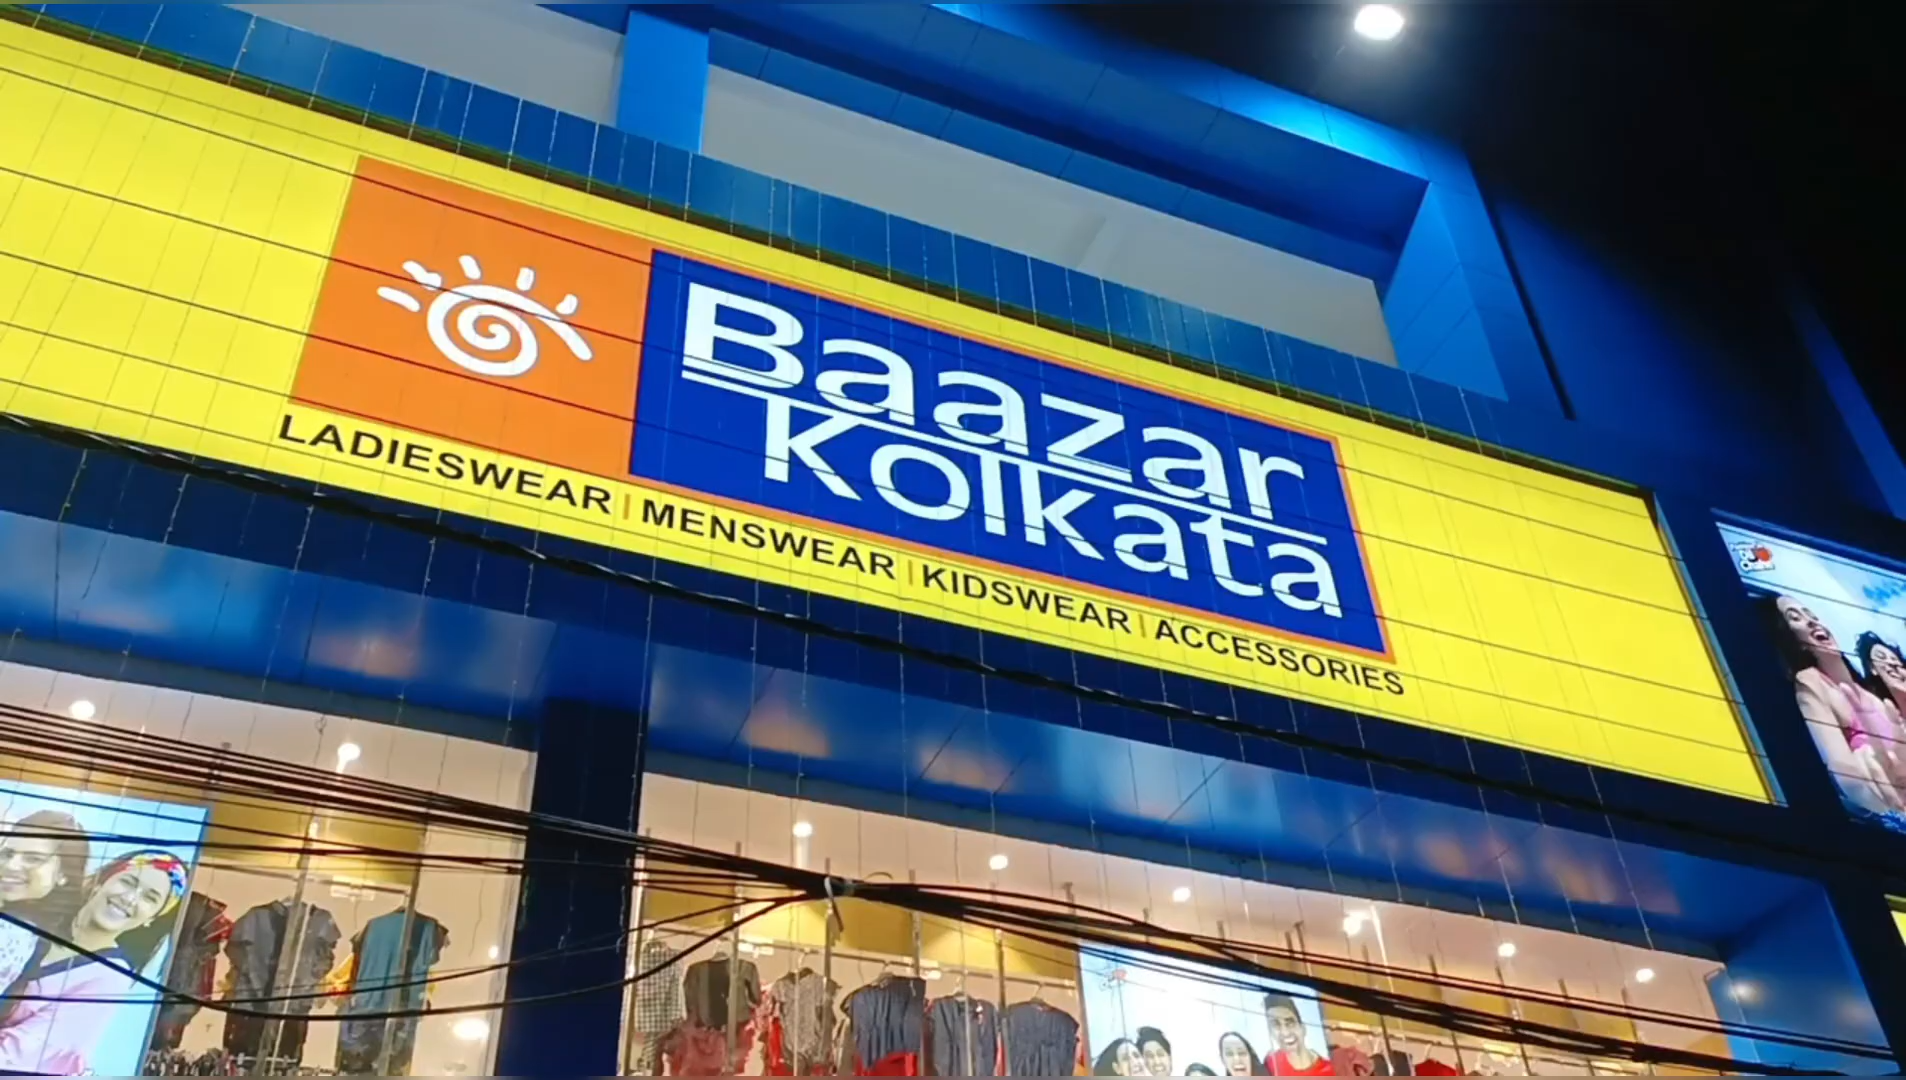 Baazar
Kolkata
LADIESWEAR | MENSWEAR | KIDSWEAR | ACCESSORIES